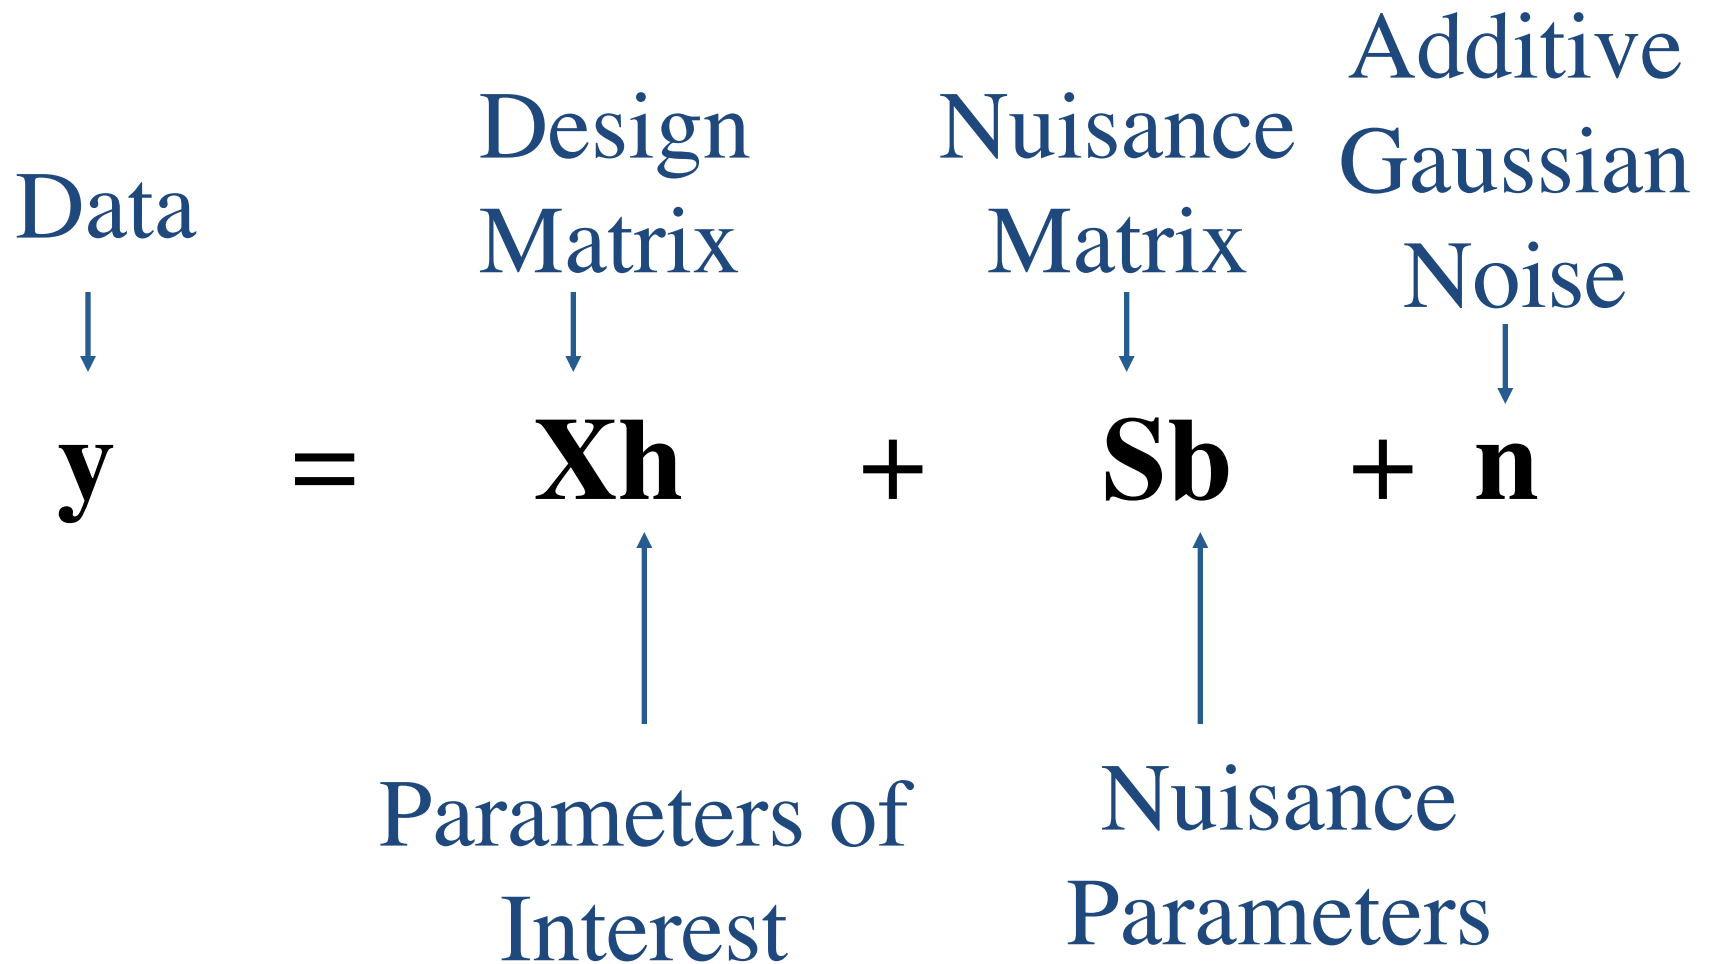 Data
Design
Matrix
Nuisance
Matrix
Additive
Gaussian
Noise
y = Xh + Sb + n
Parameters of
Interest
Nuisance
Parameters